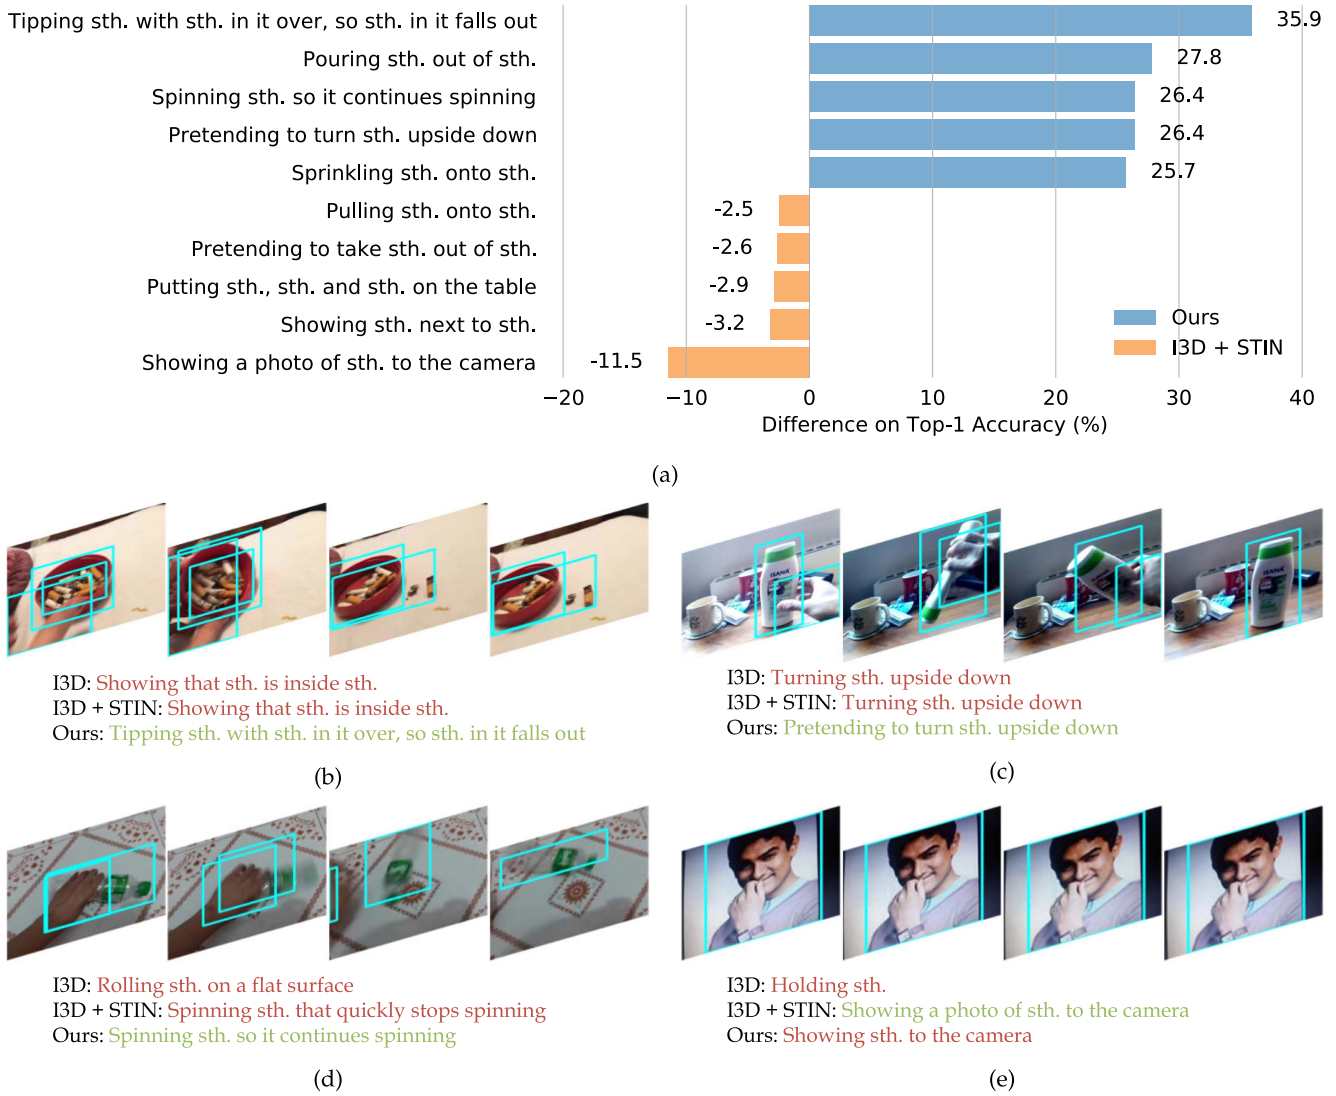 Tipping sth. with sth. in it over, so sth. in it falls out 35.9
Pouring sth. out of sth. 27.8
Spinning sth. so it continues spinning 26.4
Pretending to turn sth. upside down 26.4
Sprinkling sth. onto sth. 25.7
Pulling sth. onto sth. -2.5
Pretending to take sth. out of sth. -2.6
Putting sth., sth. and sth. on the table -2.9
Showing sth. next to sth. -3.2
Showing a photo of sth. to the camera -11.5
Ours
I3D + STIN
−20 −10 0 10 20 30 40
Difference on Top-1 Accuracy (%)
(a)
ISANA
I3D: Showing that sth. is inside sth.
I3D + STIN: Showing that sth. is inside sth.
Ours: Tipping sth. with sth. in it over, so sth. in it falls out
(b)
I3D: Turning sth. upside down
I3D + STIN: Turning sth. upside down
Ours: Pretending to turn sth. upside down
(c)
I3D: Rolling sth. on a flat surface
I3D + STIN: Spinning sth. that quickly stops spinning
Ours: Spinning sth. so it continues spinning
(d)
I3D: Holding sth.
I3D + STIN: Showing a photo of sth. to the camera
Ours: Showing sth. to the camera
(e)